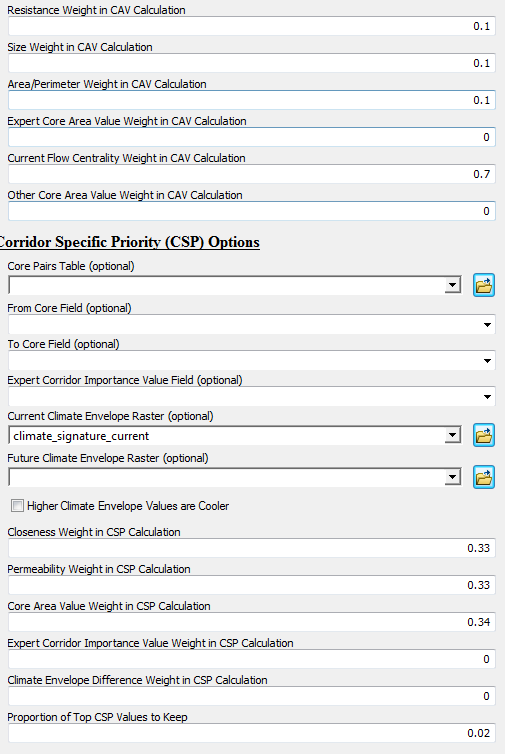 Resistance Weight in CAV Calculation
0.1
Size Weight in CAV Calculation
0.1
Area/Perimeter Weight in CAV Calculation
0.1
Expert Core Area Value Weight in CAV Calculation
0
Current Flow Centrality Weight in CAV Calculation
0.7
Other Core Area Value Weight in CAV Calculation
0
Corridor Specific Priority (CSP) Options
Core Pairs Table (optional)
From Core Field (optional)
To Core Field (optional)
Expert Corridor Importance Value Field (optional)
Current Climate Envelope Raster (optional)
climate_signature_current
Future Climate Envelope Raster (optional)
Higher Climate Envelope Values are Cooler
Closeness Weight in CSP Calculation
0.33
Permeability Weight in CSP Calculation
0.33
Core Area Value Weight in CSP Calculation
0.34
Expert Corridor Importance Value Weight in CSP Calculation
0
Climate Envelope Difference Weight in CSP Calculation
0
Proportion of Top CSP Values to Keep
0.02